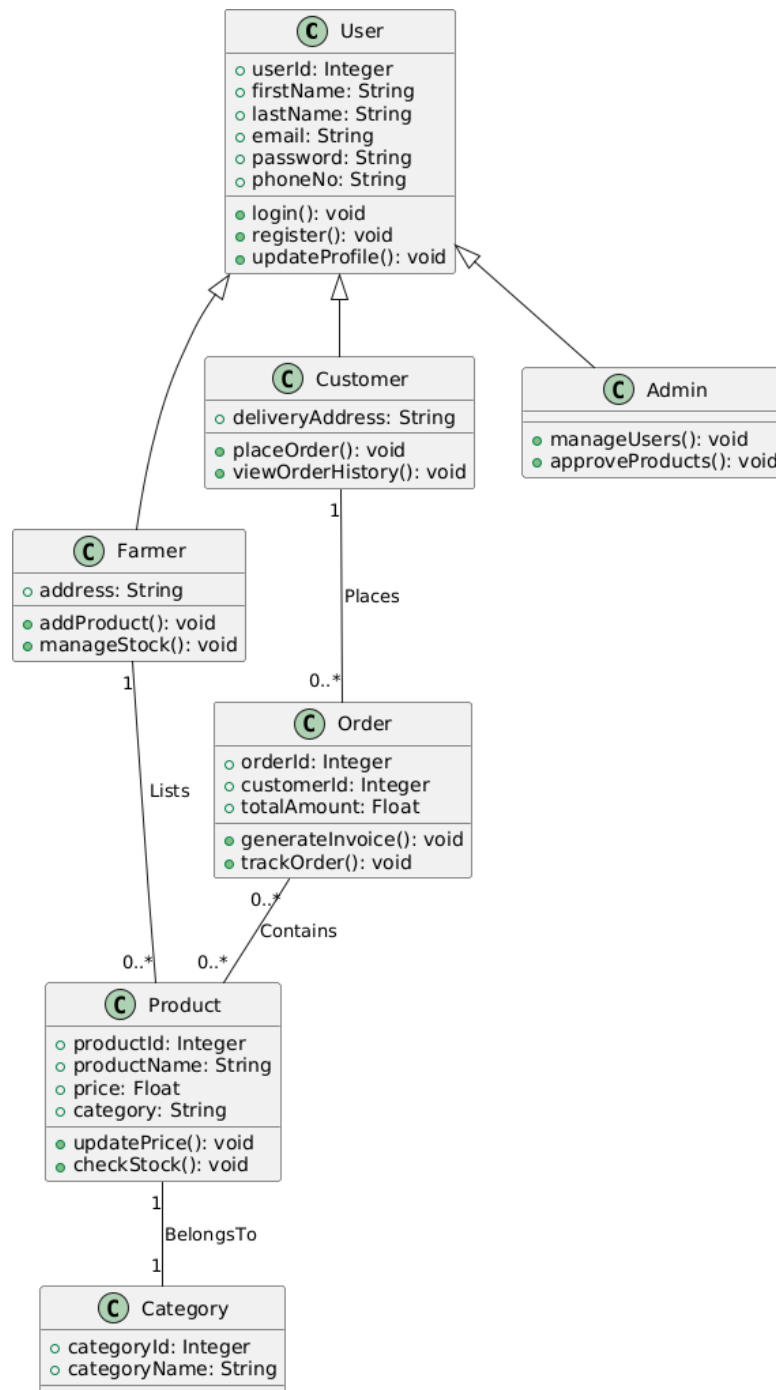 C User
userId: Integer
firstName: String
lastName: String
email: String
password: String
phoneNo: String
login(): void
register(): void
updateProfile(): void
C Customer
deliveryAddress: String
placeOrder(): void
viewOrderHistory(): void
C Admin
manageUsers(): void
approveProducts(): void
C Farmer
address: String
addProduct(): void
manageStock(): void
1
Places
0..*
1
Lists
0..*
C Order
orderId: Integer
customerId: Integer
totalAmount: Float
generateInvoice(): void
trackOrder(): void
0..*
Contains
0..*
C Product
productId: Integer
productName: String
price: Float
category: String
updatePrice(): void
checkStock(): void
1
BelongsTo
1
C Category
categoryId: Integer
categoryName: String